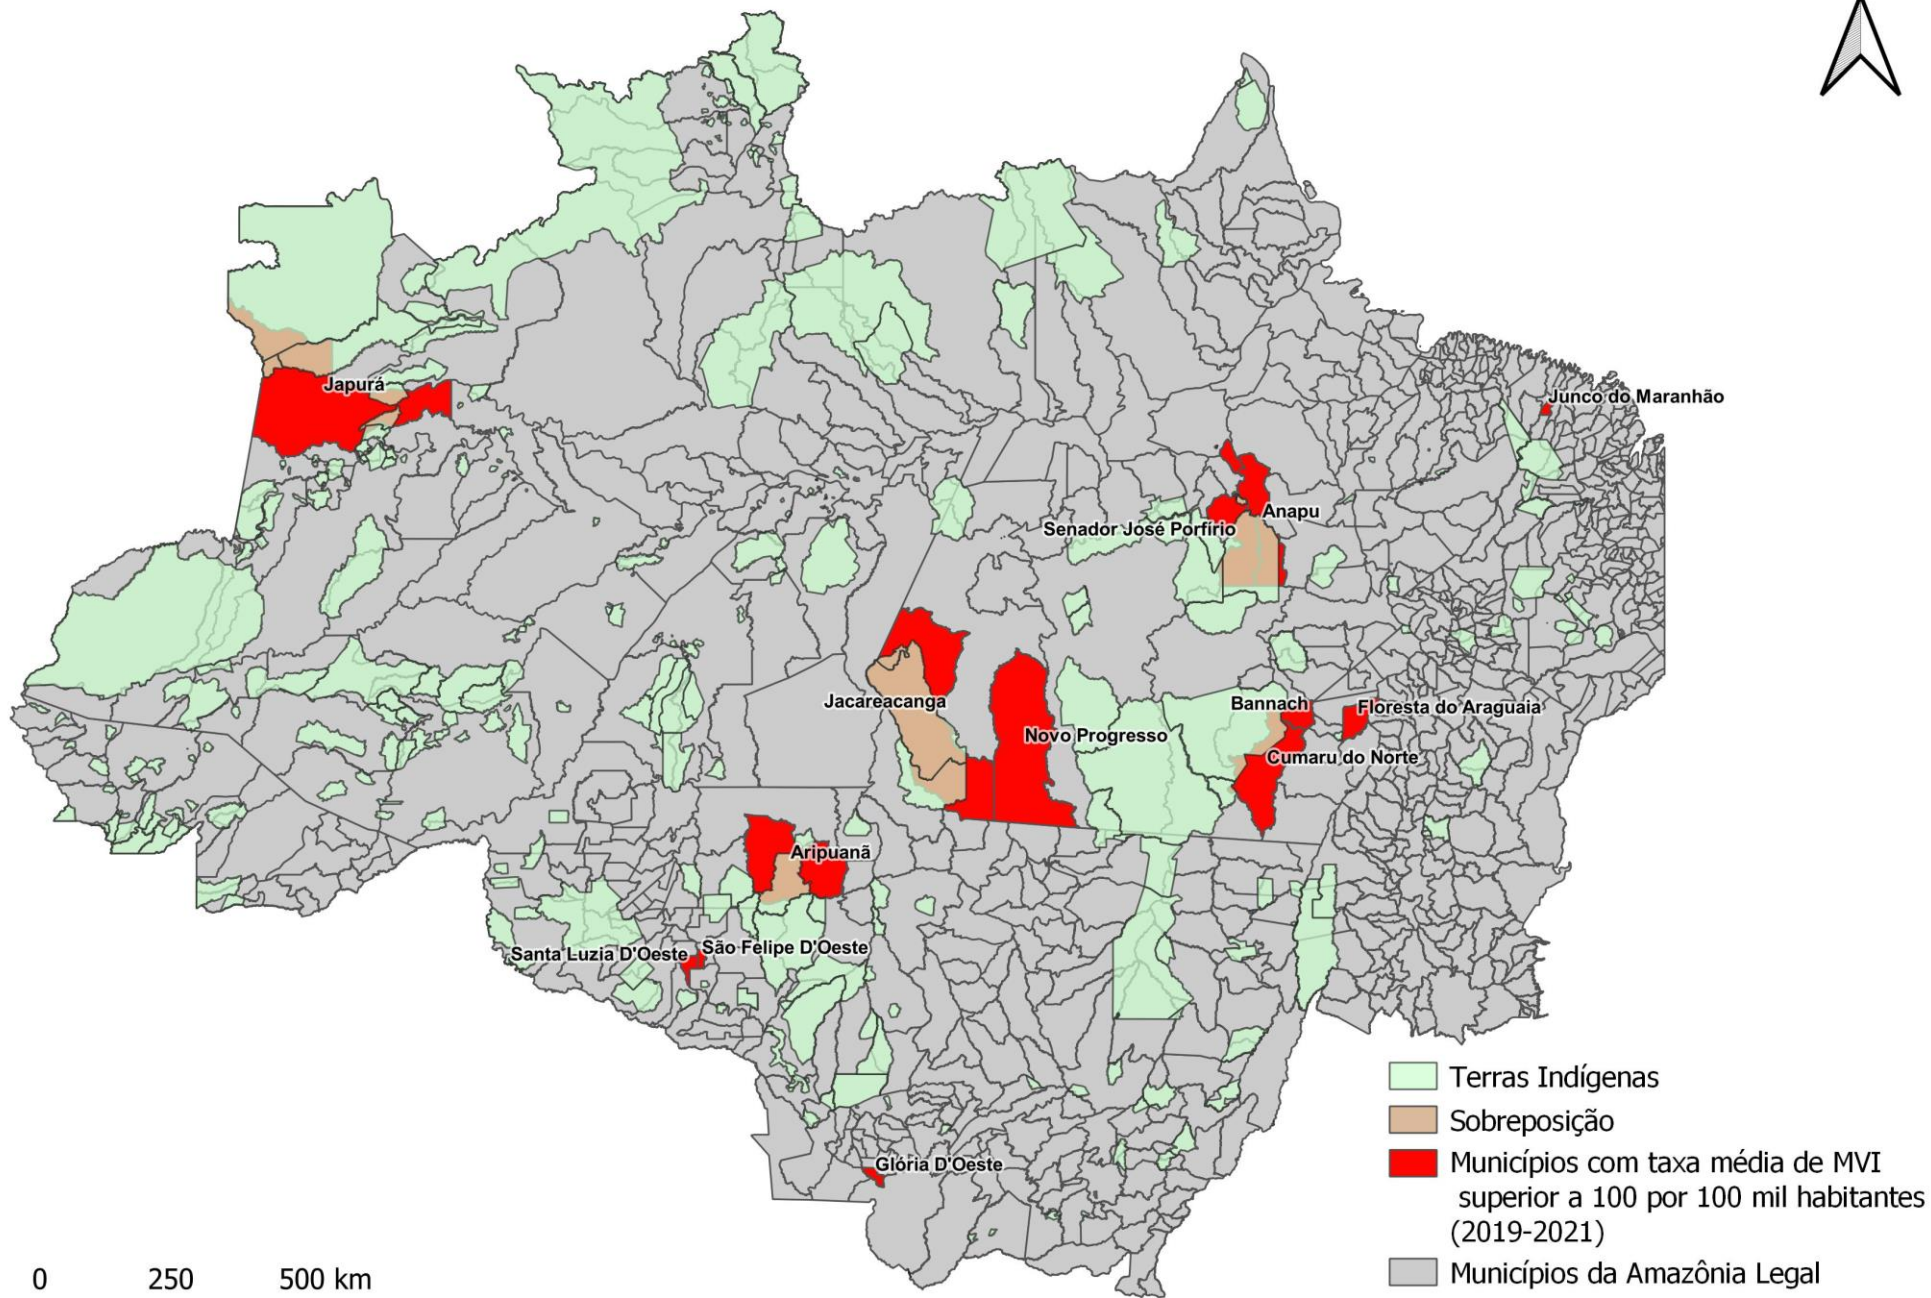 Japurá
Junco do Maranhão
Anapu
Senador José Porfírio
Jacareacanga
Bannach
Floresta do Araguaia
Novo Progresso
Cumaru do Norte
Aripuanã
Santa Luzia D'Oeste
São Felipe D'Oeste
Glória D'Oeste
Terras Indígenas
Sobreposição
Municípios com taxa média de MVI
superior a 100 por 100 mil habitantes
(2019-2021)
Municípios da Amazônia Legal
0 250 500 km